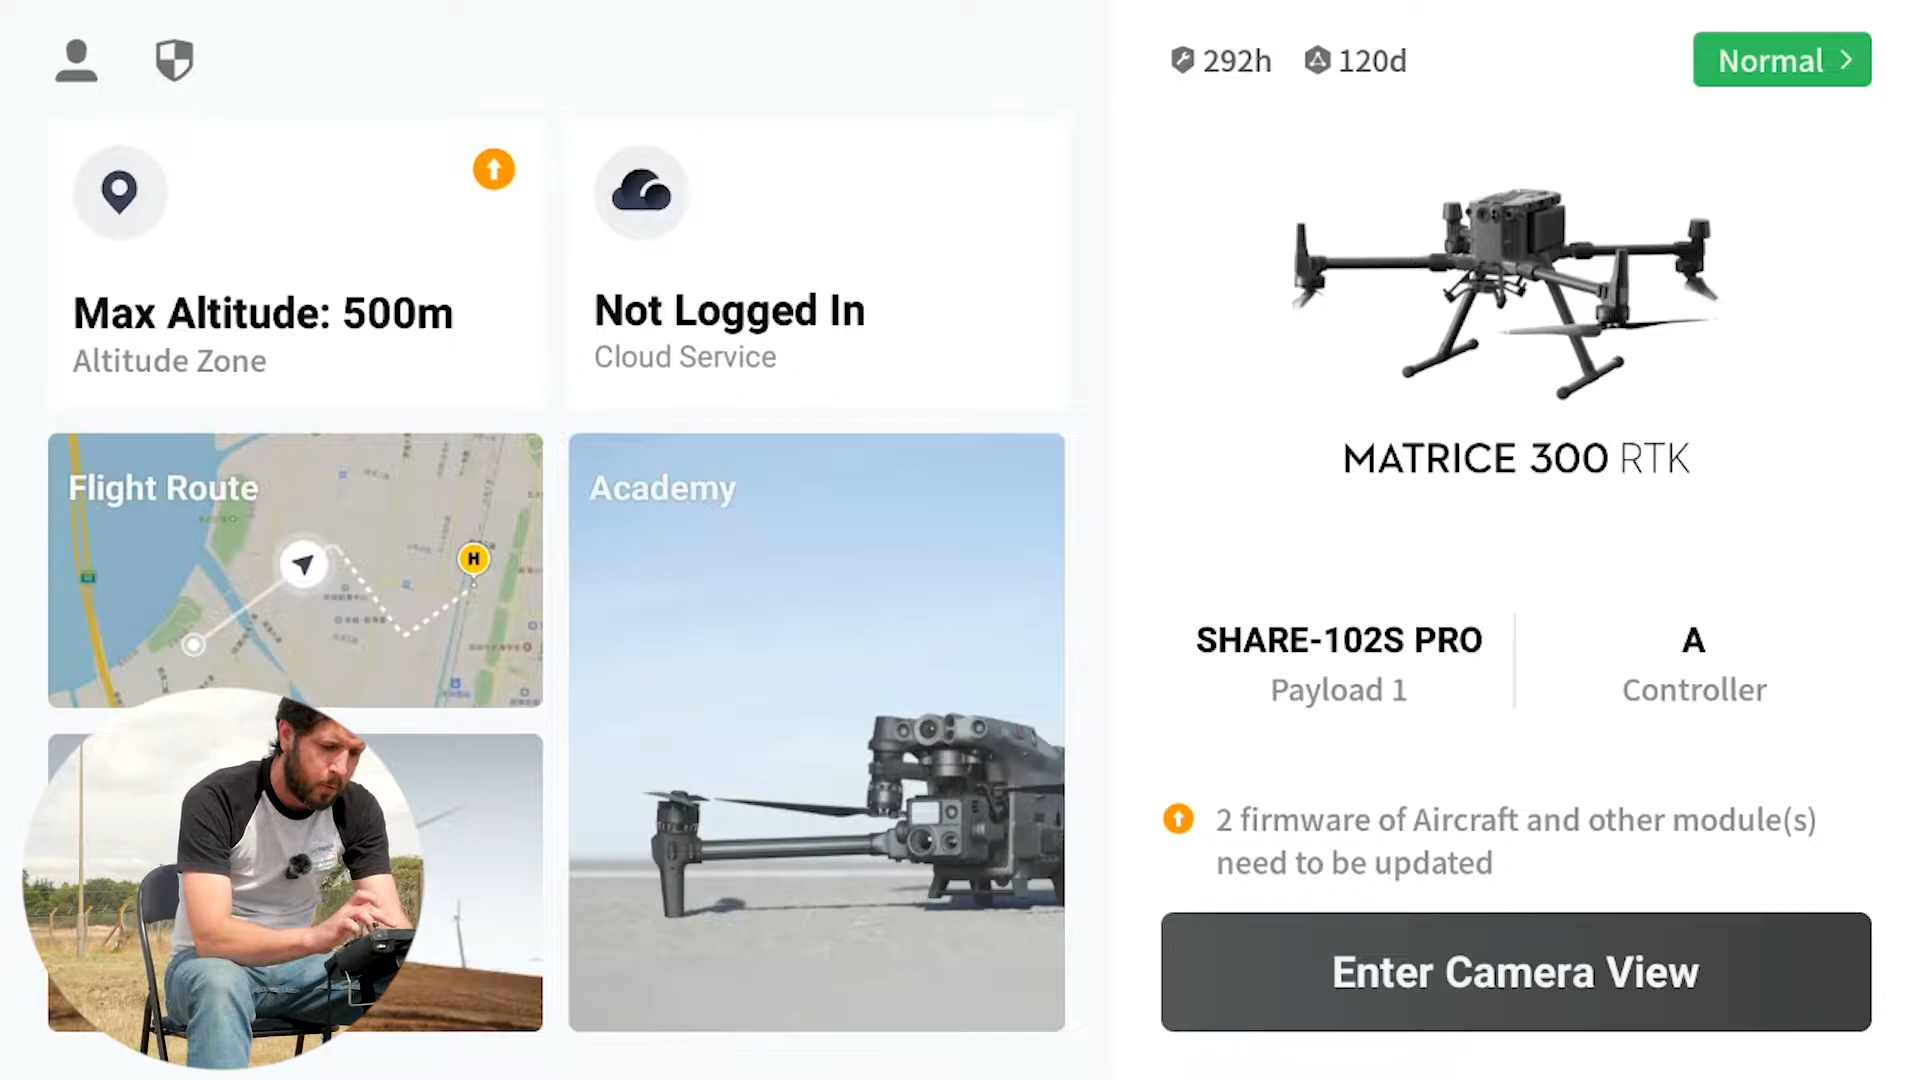 292h
120d
Normal
Max Altitude: 500m
Altitude Zone
Not Logged In
Cloud Service
Flight Route
H
Academy
MATRICE 300 RTK
SHARE-102S PRO
Payload 1
A
Controller
2 firmware of Aircraft and other module(s)
need to be updated
Enter Camera View